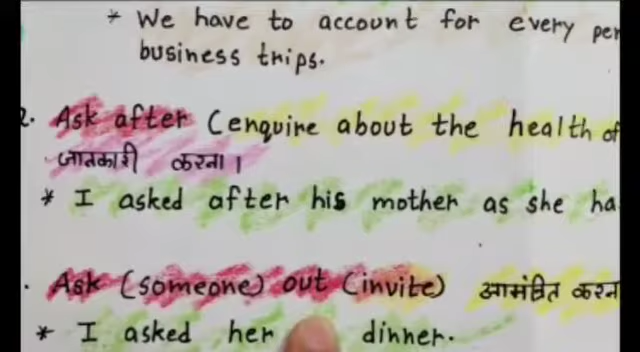 * We have to account for every
business trips.
2. Ask after (enquire about the health of
जानकारी करना।
* I asked after his mother as she ha
. Ask (someone) out (invite) आमंत्रित करन
* I asked her dinner.